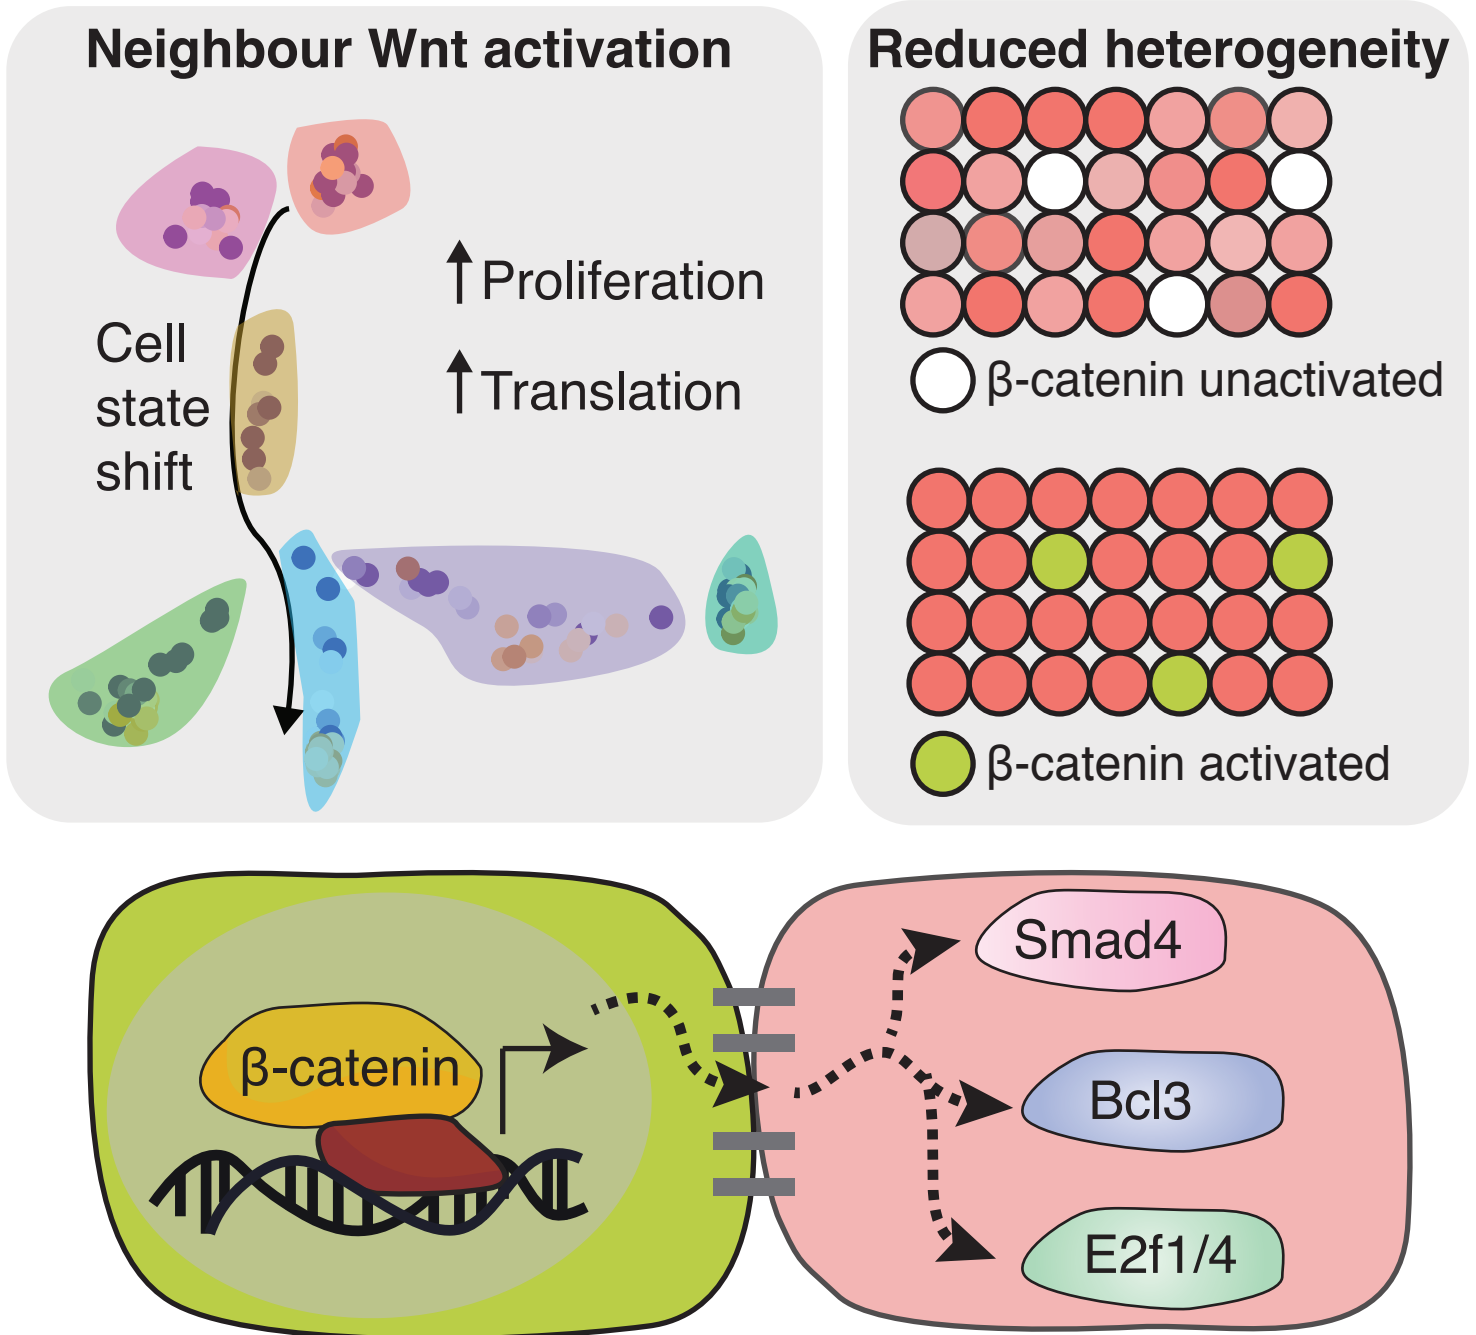 Neighbour Wnt activation
Cell
state
shift
Proliferation
Translation
Reduced heterogeneity
β-catenin unactivated
β-catenin activated
β-catenin
Smad4
Bcl3
E2f1/4